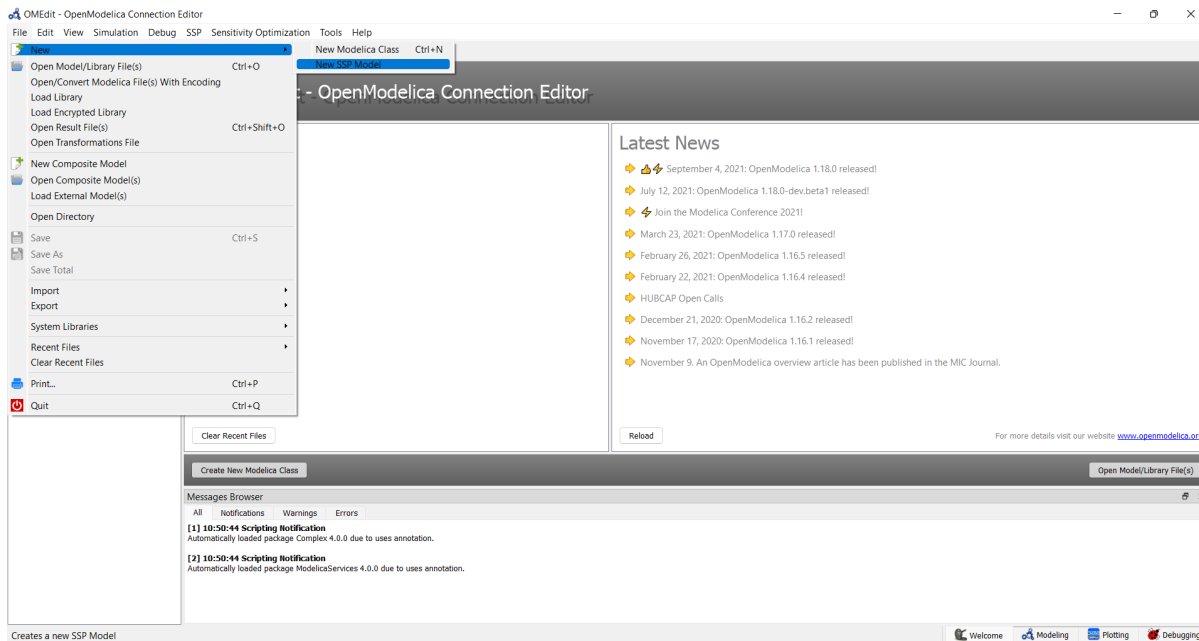 OMEdit - OpenModelica Connection Editor
File Edit View Simulation Debug SSP Sensitivity Optimization Tools Help
New
New Modelica Class Ctrl+N
New SSP Model
Open Model/Library File(s) Ctrl+O
Open/Convert Modelica File(s) With Encoding
Load Library
Load Encrypted Library
Open Result File(s) Ctrl+Shift+O
Open Transformations File
New Composite Model
Open Composite Model(s)
Load External Model(s)
Open Directory
Save Ctrl+S
Save As
Save Total
Import
Export
System Libraries
Recent Files
Clear Recent Files
Print... Ctrl+P
Quit Ctrl+Q
- OpenModelica Connection Editor
Latest News
September 4, 2021: OpenModelica 1.18.0 released!
July 12, 2021: OpenModelica 1.18.0-dev.beta1 released!
Join the Modelica Conference 2021!
March 23, 2021: OpenModelica 1.17.0 released!
February 26, 2021: OpenModelica 1.16.5 released!
February 22, 2021: OpenModelica 1.16.4 released!
HUBCAP Open Calls
December 21, 2020: OpenModelica 1.16.2 released!
November 17, 2020: OpenModelica 1.16.1 released!
November 9. An OpenModelica overview article has been published in the MIC Journal.
Clear Recent Files
Reload
For more details visit our website www.openmodelica.or
Create New Modelica Class
Open Model/Library File(s)
Messages Browser
All Notifications Warnings Errors
[1] 10:50:44 Scripting Notification
Automatically loaded package Complex 4.0.0 due to uses annotation.
[2] 10:50:44 Scripting Notification
Automatically loaded package ModelicaServices 4.0.0 due to uses annotation.
Creates a new SSP Model
Welcome Modeling Plotting Debugging